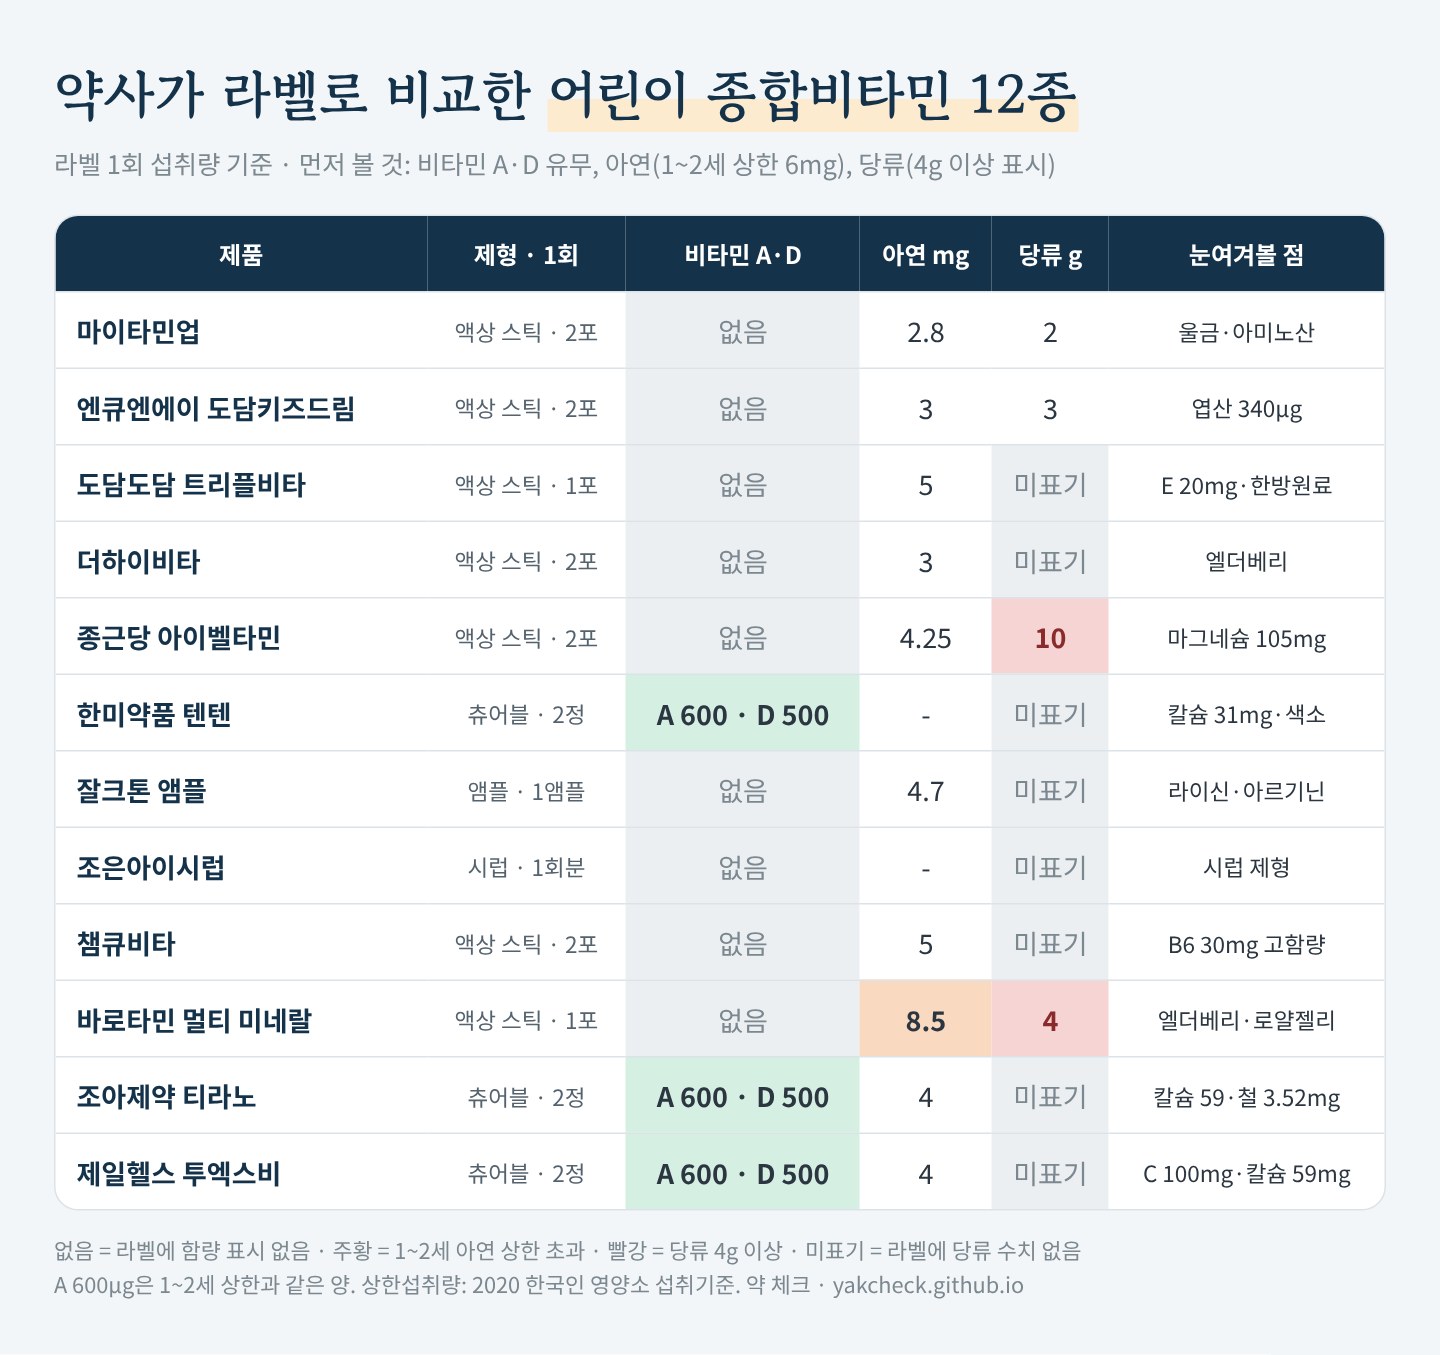 약사가 라벨로 비교한 어린이 종합비타민 12종
라벨 1회 섭취량 기준 · 먼저 볼 것: 비타민 A·D 유무, 아연(1~2세 상한 6mg), 당류(4g 이상 표시)
제품 제형 · 1회 비타민 A·D 아연 mg 당류 g 눈여겨볼 점
마이타민업 액상 스틱 · 2포 없음 2.8 2 울금·아미노산
엔큐엔에이 도담키즈드림 액상 스틱 · 2포 없음 3 3 엽산 340µg
도담도담 트리플비타 액상 스틱 · 1포 없음 5 미표기 E 20mg·한방원료
더하이비타 액상 스틱 · 2포 없음 3 미표기 엘더베리
종근당 아이벨타민 액상 스틱 · 2포 없음 4.25 10 마그네슘 105mg
한미약품 텐텐 츄어블 · 2정 A 600 · D 500 - 미표기 칼슘 31mg·색소
잘크톤 앰플 앰플 · 1앰플 없음 4.7 미표기 라이신·아르기닌
조은아이시럽 시럽 · 1회분 없음 - 미표기 시럽 제형
챔큐비타 액상 스틱 · 2포 없음 5 미표기 B6 30mg 고함량
바로타민 멀티 미네랄 액상 스틱 · 1포 없음 8.5 4 엘더베리·로얄젤리
조아제약 티라노 츄어블 · 2정 A 600 · D 500 4 미표기 칼슘 59·철 3.52mg
제일헬스 투엑스비 츄어블 · 2정 A 600 · D 500 4 미표기 C 100mg·칼슘 59mg
없음 = 라벨에 함량 표시 없음 · 주황 = 1~2세 아연 상한 초과 · 빨강 = 당류 4g 이상 · 미표기 = 라벨에 당류 수치 없음
A 600µg은 1~2세 상한과 같은 양. 상한섭취량: 2020 한국인 영양소 섭취기준. 약 체크 · yakcheck.github.io